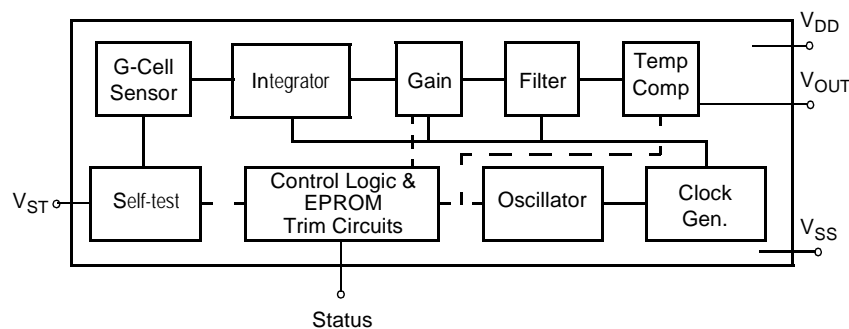 V_DD
G-Cell
Sensor
Integrator
Gain
Filter
Temp
Comp
V_OUT
V_ST
Self-test
Control Logic &
EPROM
Trim Circuits
Oscillator
Clock
Gen.
V_SS
Status